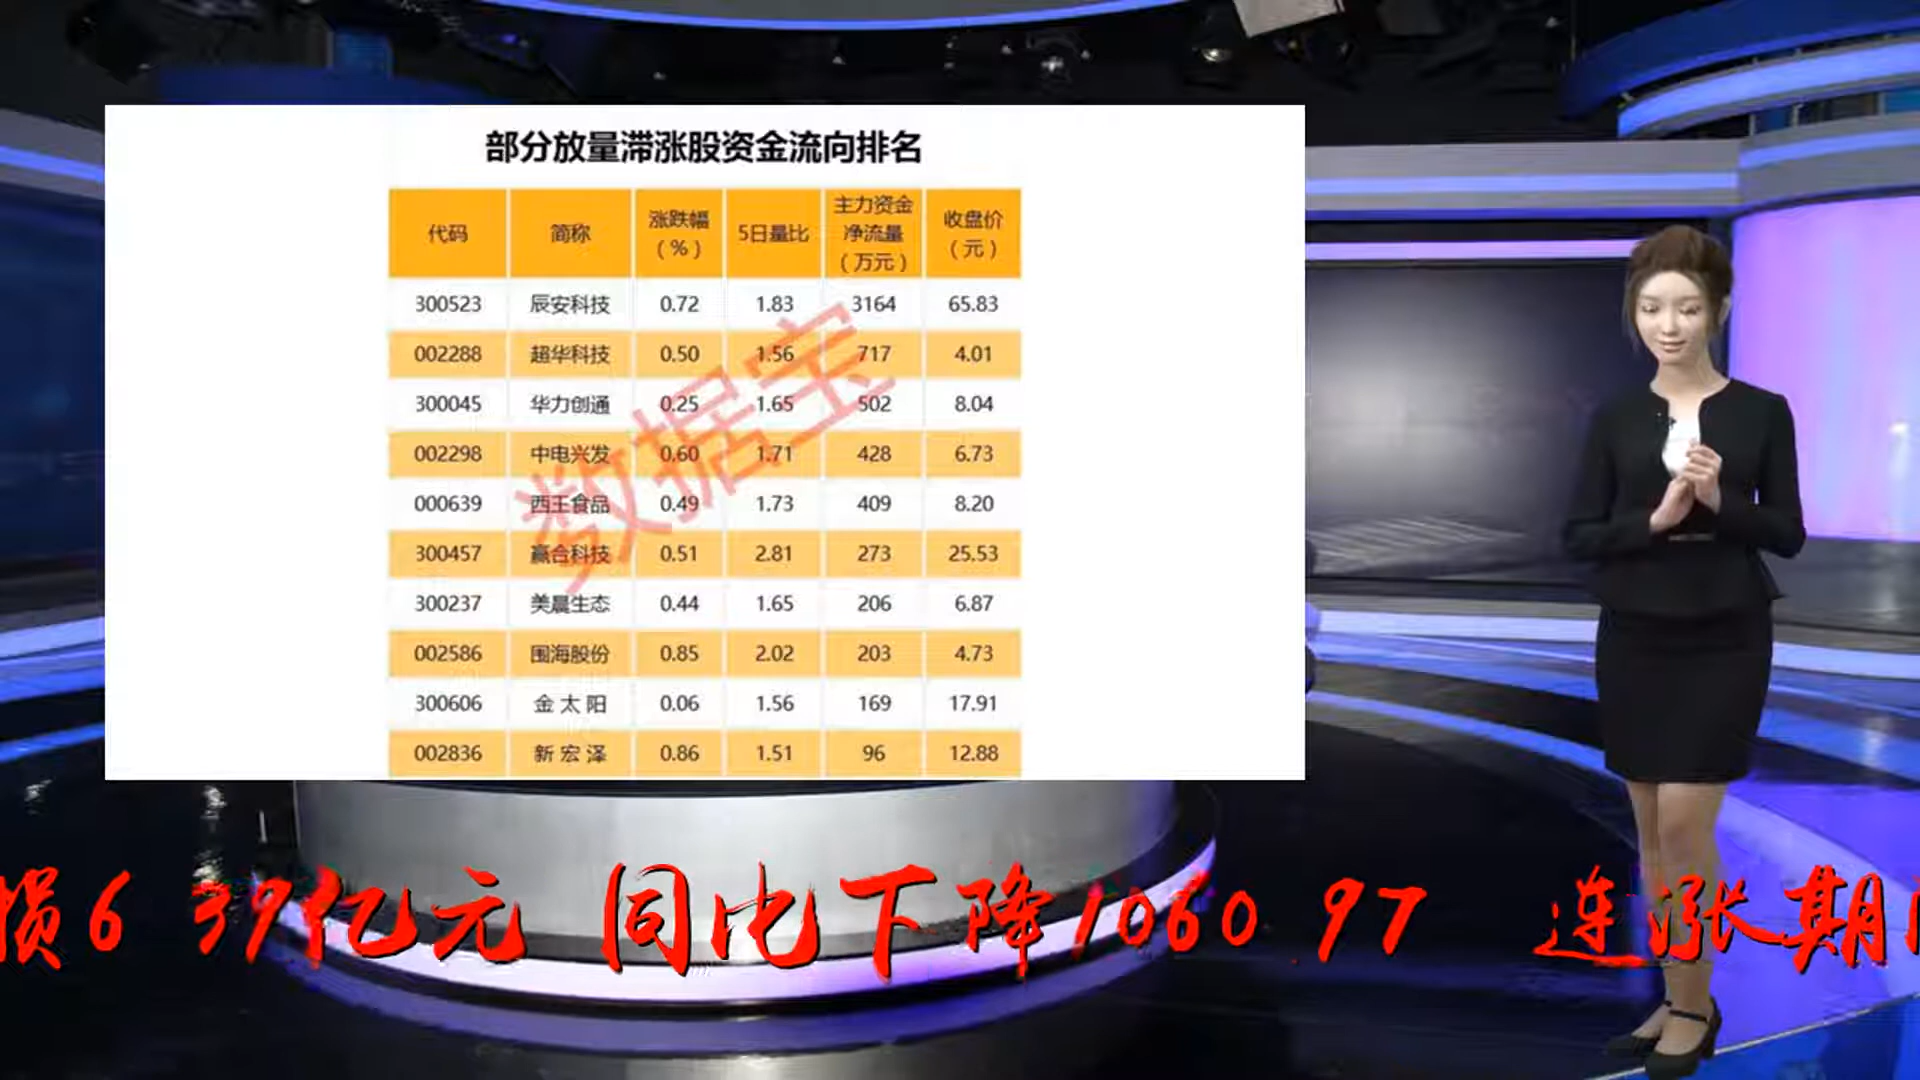 部分放量滞涨股资金流向排名
代码 简称 涨跌幅（%） 5日量比 主力资金净流量（万元） 收盘价（元）
300523 辰安科技 0.72 1.83 3164 65.83
002288 超华科技 0.50 1.56 717 4.01
300045 华力创通 0.25 1.65 502 8.04
002298 中电兴发 0.60 1.71 428 6.73
000639 西王食品 0.49 1.73 409 8.20
300457 赢合科技 0.51 2.81 273 25.53
300237 美晨生态 0.44 1.65 206 6.87
002586 围海股份 0.85 2.02 203 4.73
300606 金太阳 0.06 1.56 169 17.91
002836 新宏泽 0.86 1.51 96 12.88
数据宝
损6 39亿元 同比下降1060 97 连涨期